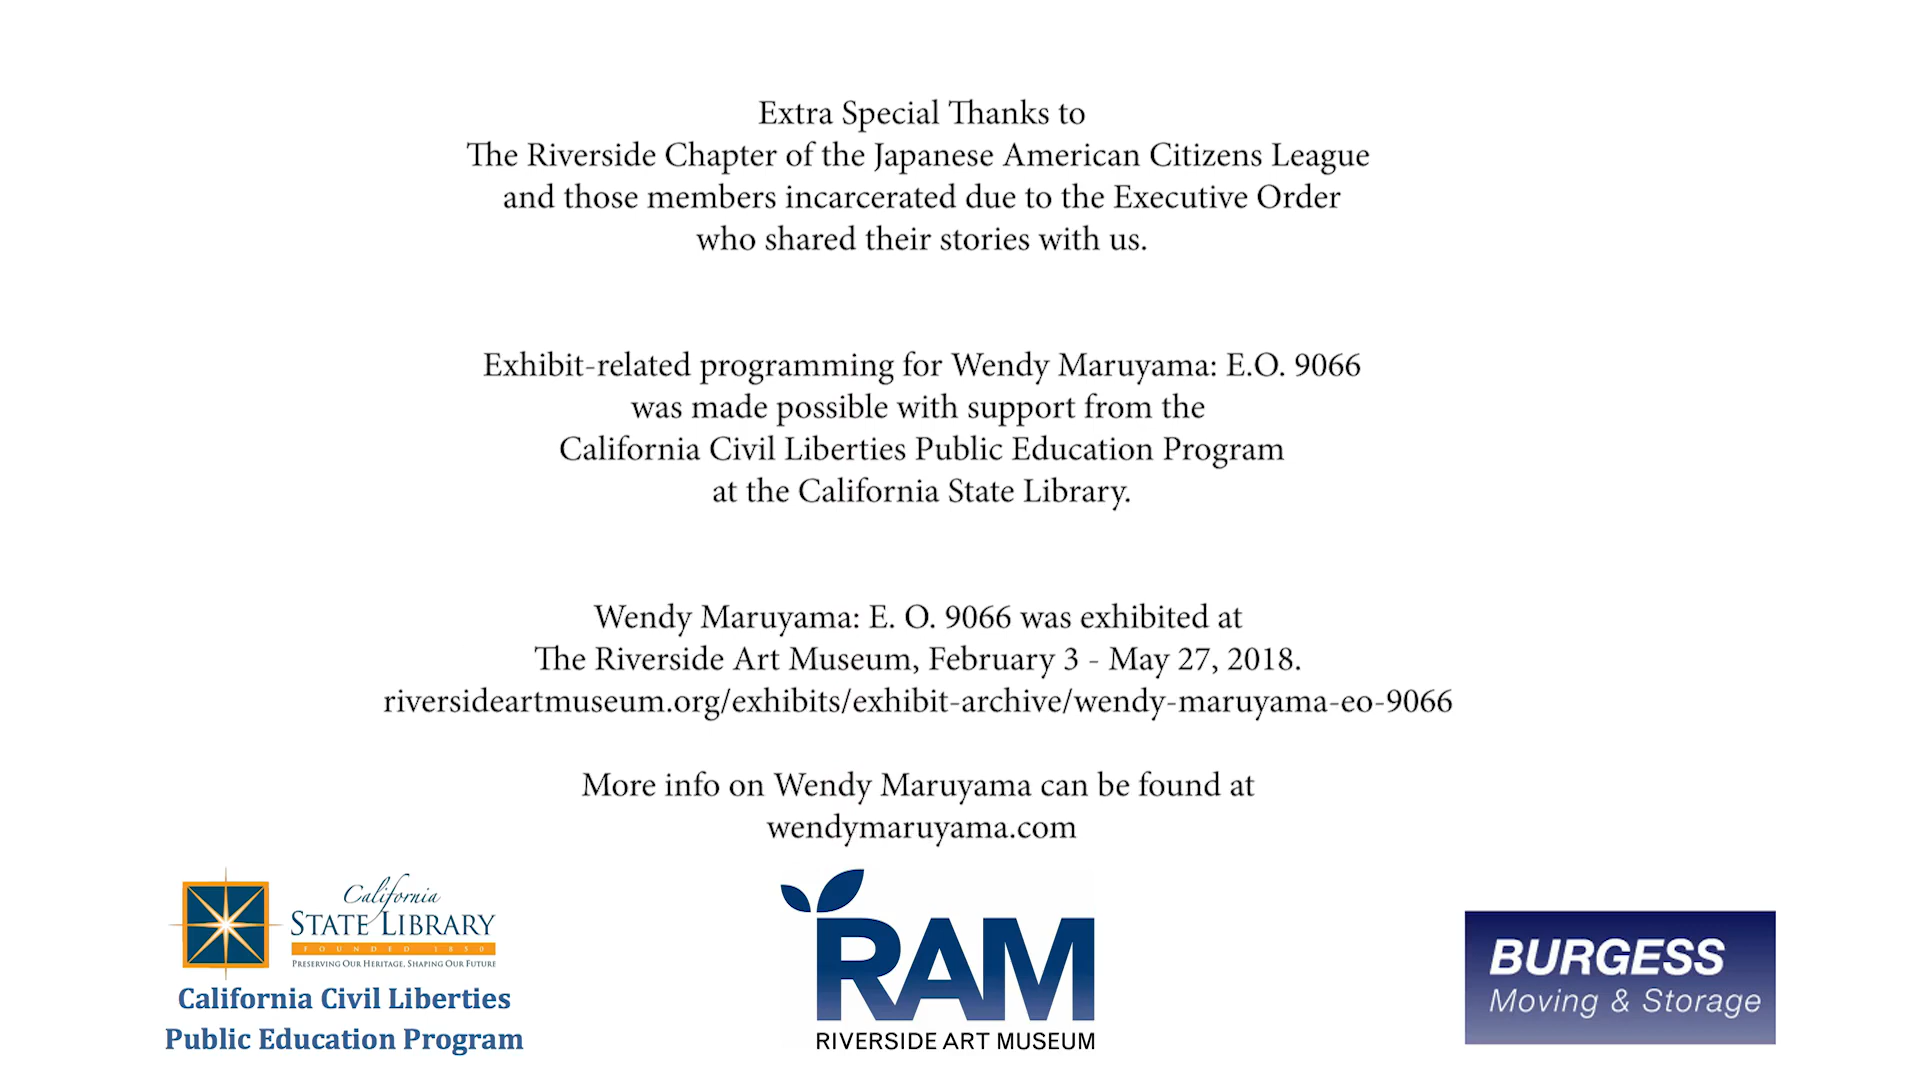 Extra Special Thanks to
The Riverside Chapter of the Japanese American Citizens League
and those members incarcerated due to the Executive Order
who shared their stories with us.
Exhibit-related programming for Wendy Maruyama: E.O. 9066
was made possible with support from the
California Civil Liberties Public Education Program
at the California State Library.
Wendy Maruyama: E. O. 9066 was exhibited at
The Riverside Art Museum, February 3 - May 27, 2018.
riversideartmuseum.org/exhibits/exhibit-archive/wendy-maruyama-eo-9066
More info on Wendy Maruyama can be found at
wendymaruyama.com
California
STATE LIBRARY
FOUNDED 1850
PRESERVING OUR HERITAGE, SHAPING OUR FUTURE
California Civil Liberties
Public Education Program
RAM
RIVERSIDE ART MUSEUM
BURGESS
Moving & Storage